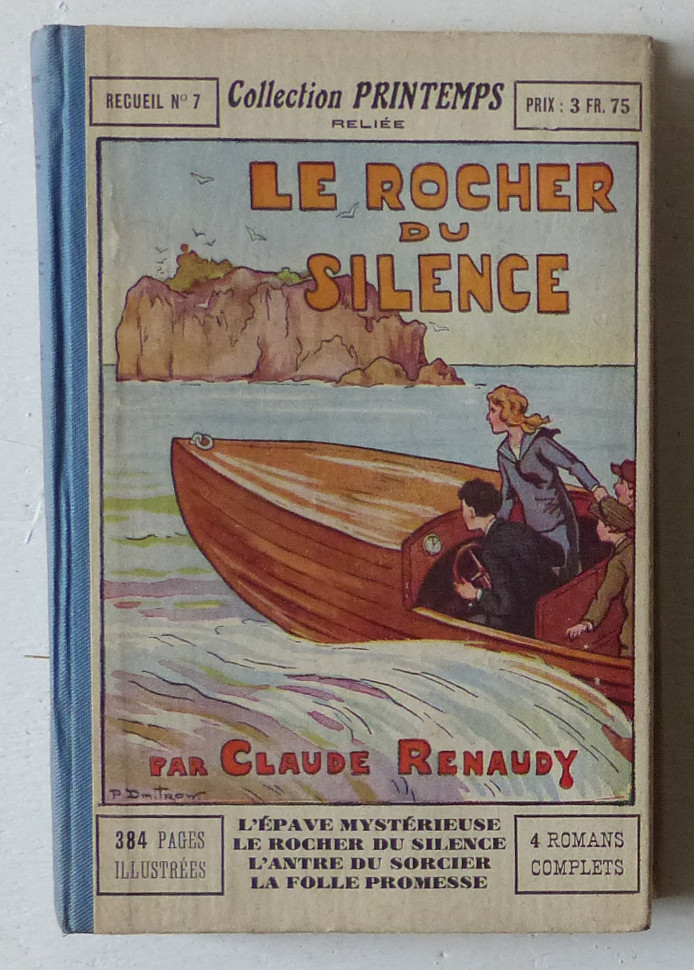 RECUEIL Nº 7
Collection PRINTEMPS
RELIÉE
PRIX : 3 FR. 75
LE ROCHER
DU
SILENCE
PAR CLAUDE RENAUDY
P. Dmitrow.
384 PAGES
ILLUSTRÉES
L'ÉPAVE MYSTÉRIEUSE
LE ROCHER DU SILENCE
L'ANTRE DU SORCIER
LA FOLLE PROMESSE
4 ROMANS
COMPLETS